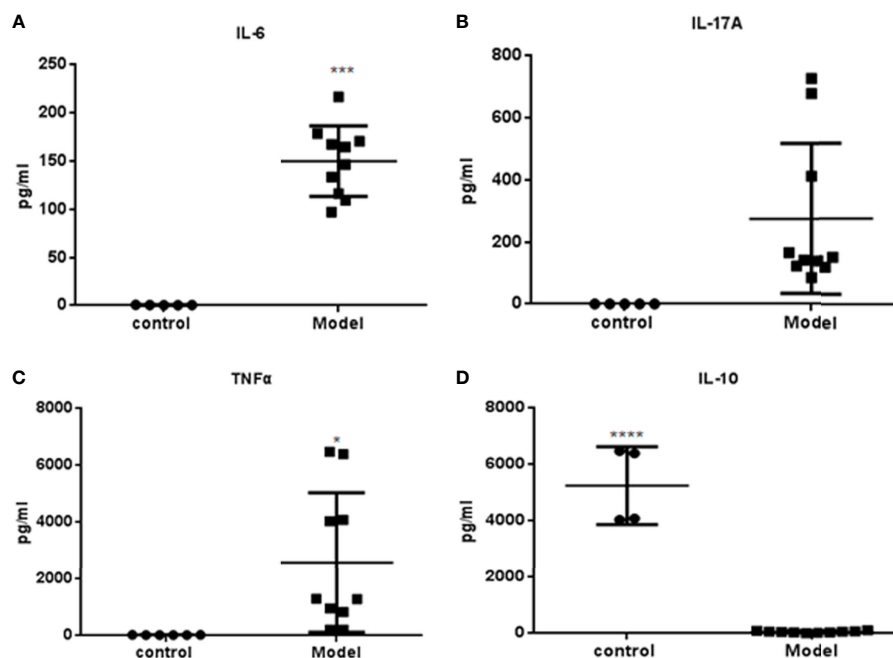 A
IL-6
***
250
200
150
100
50
0
pg/ml
control
Model
B
IL-17A
800
600
400
200
0
pg/ml
control
Model
C
TNFα
*
8000
6000
4000
2000
0
pg/ml
control
Model
D
IL-10
****
8000
6000
4000
2000
0
pg/ml
control
Model